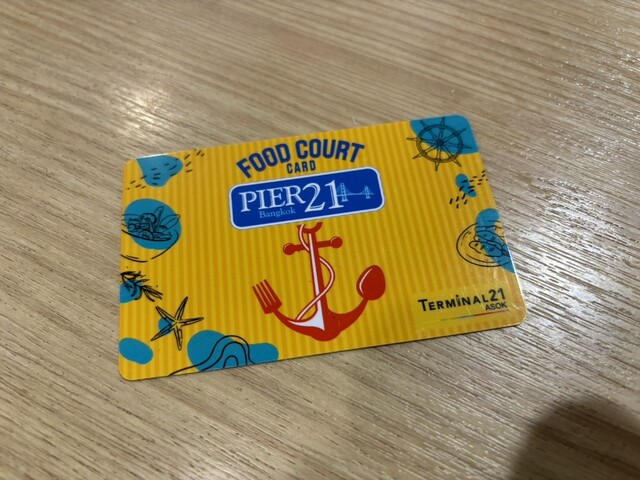 FOOD COURT
CARD
PIER21
Bangkok
TERMINAL21
ASOK